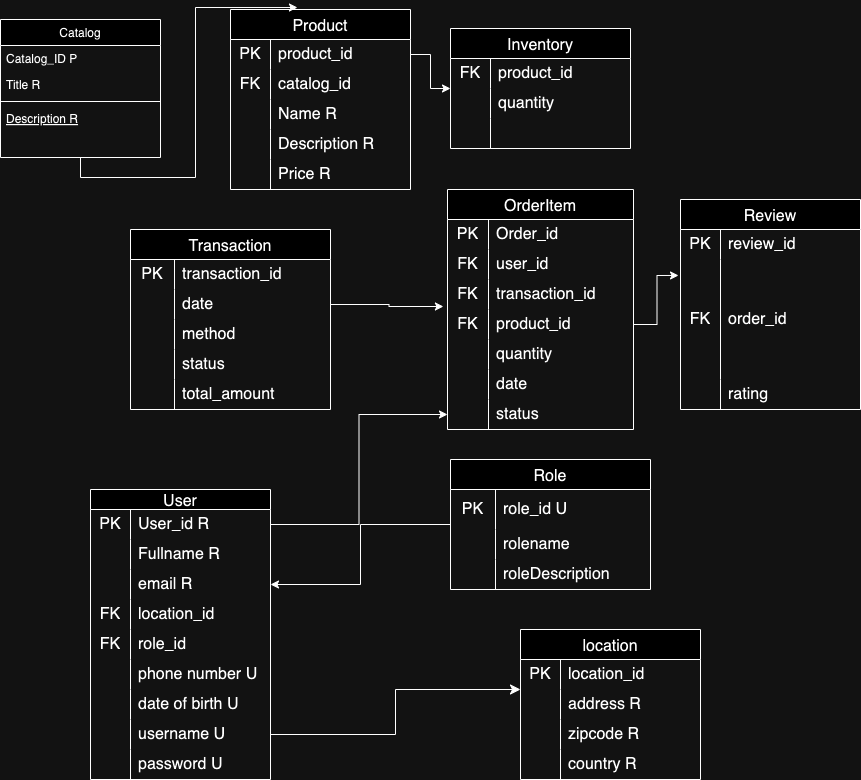 Catalog
Catalog_ID P
Title R
Description R
Product
PK product_id
FK catalog_id
Name R
Description R
Price R
Inventory
FK product_id
quantity
Transaction
PK transaction_id
date
method
status
total_amount
OrderItem
PK Order_id
FK user_id
FK transaction_id
FK product_id
quantity
date
status
Review
PK review_id
FK order_id
rating
User
PK User_id R
Fullname R
email R
FK location_id
FK role_id
phone number U
date of birth U
username U
password U
Role
PK role_id U
rolename
roleDescription
location
PK location_id
address R
zipcode R
country R